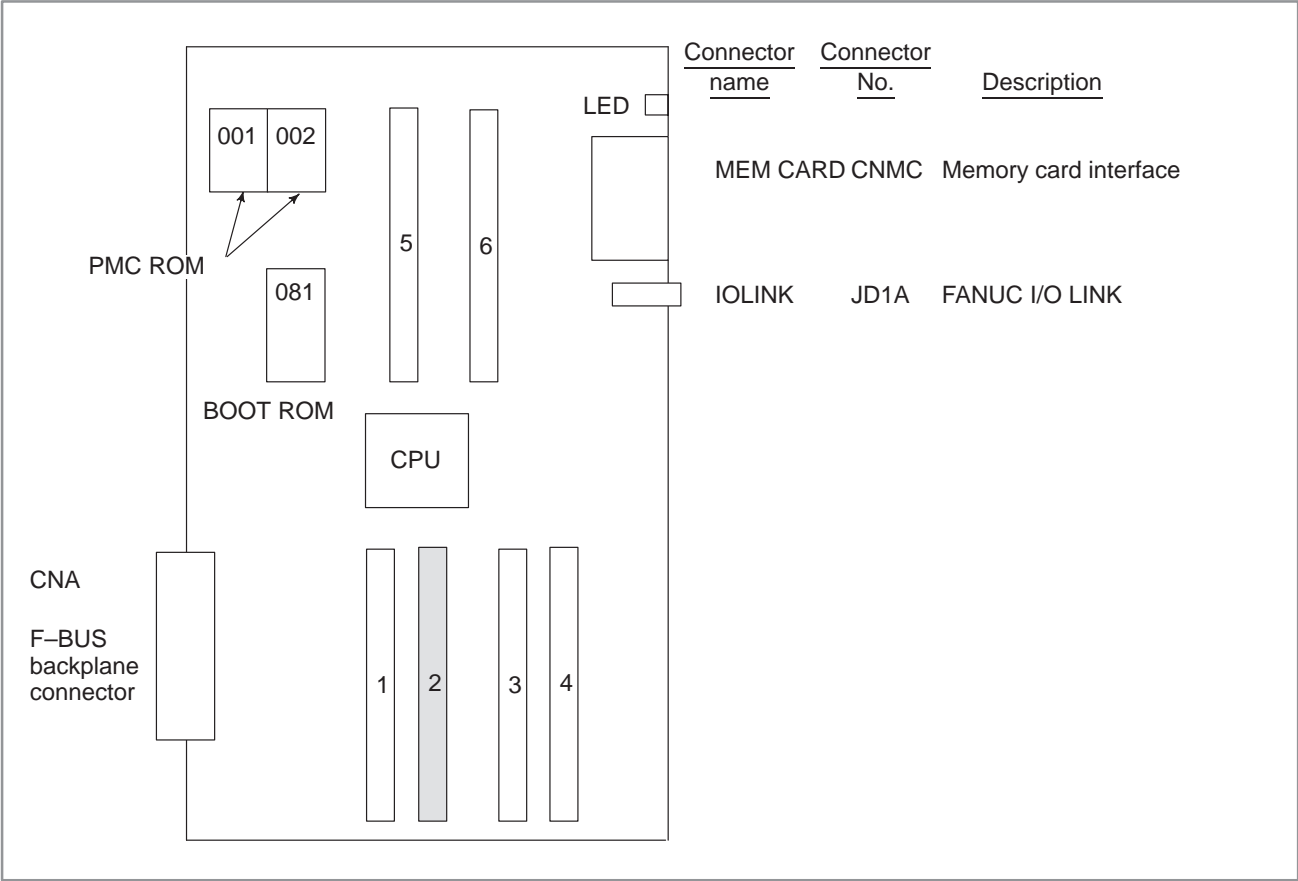 Connector name
Connector No.
Description
LED
001
002
MEM CARD CNMC Memory card interface
5
6
PMC ROM
081
IOLINK JD1A FANUC I/O LINK
BOOT ROM
CPU
CNA
F–BUS
backplane
connector
1
2
3
4